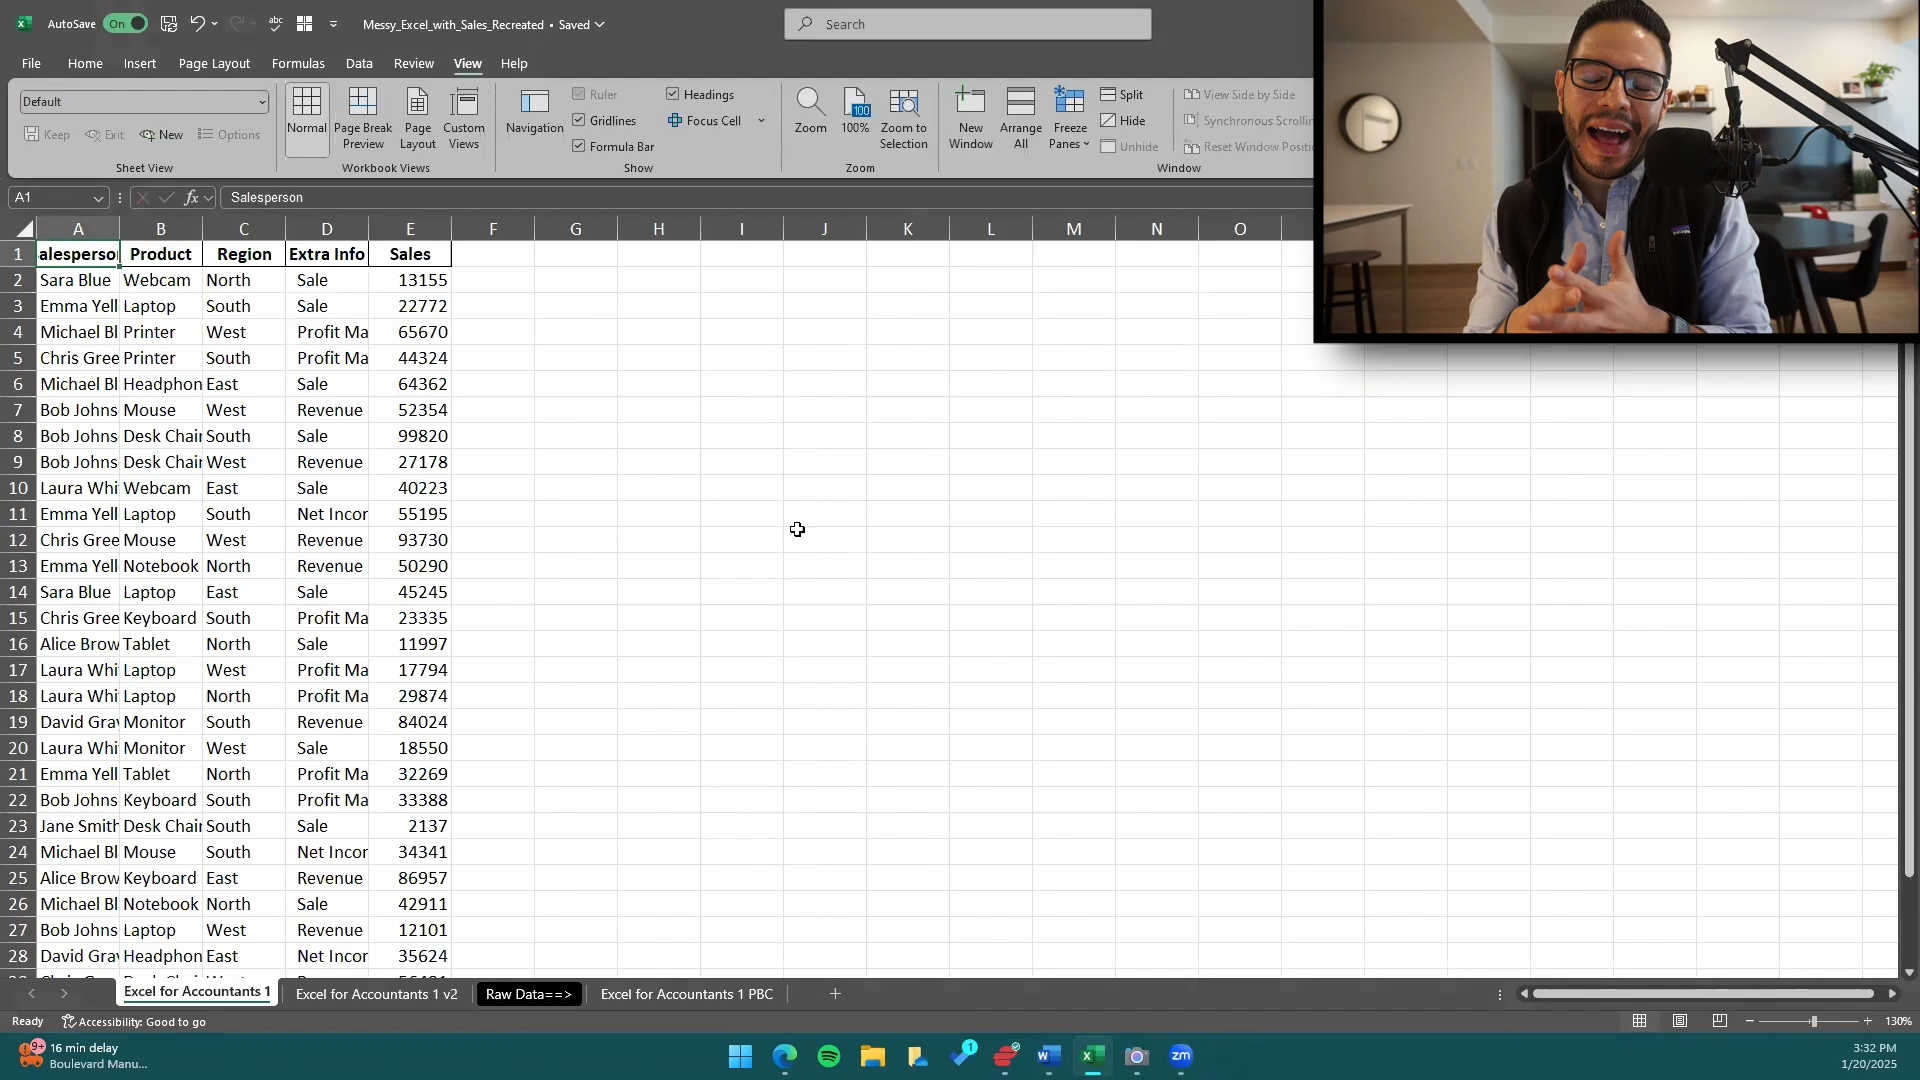 AutoSave On abc Messy_Excel_with_Sales_Recreated • Saved Search
File Home Insert Page Layout Formulas Data Review View Help
Default
Keep Exit New Options
Sheet View
Normal Page Break Preview Page Layout Custom Views
Workbook Views
Navigation Ruler Gridlines Formula Bar Headings Focus Cell
Show
Zoom 100 100% Zoom to Selection
Zoom
New Window Arrange All Freeze Panes Split Hide Unhide View Side by Side
Window
A1 fx Salesperson
A B C D E F G H I J K L M N O
1 alesperso Product Region Extra Info Sales
2 Sara Blue Webcam North Sale 13155
3 Emma Yell Laptop South Sale 22772
4 Michael Bl Printer West Profit Ma 65670
5 Chris Gree Printer South Profit Ma 44324
6 Michael Bl Headphon East Sale 64362
7 Bob Johns Mouse West Revenue 52354
8 Bob Johns Desk Chair South Sale 99820
9 Bob Johns Desk Chair West Revenue 27178
10 Laura Whi Webcam East Sale 40223
11 Emma Yell Laptop South Net Incor 55195
12 Chris Gree Mouse West Revenue 93730
13 Emma Yell Notebook North Revenue 50290
14 Sara Blue Laptop East Sale 45245
15 Chris Gree Keyboard South Profit Ma 23335
16 Alice Brow Tablet North Sale 11997
17 Laura Whi Laptop West Profit Ma 17794
18 Laura Whi Laptop North Profit Ma 29874
19 David Gray Monitor South Revenue 84024
20 Laura Whi Monitor West Sale 18550
21 Emma Yell Tablet North Profit Ma 32269
22 Bob Johns Keyboard South Profit Ma 33388
23 Jane Smith Desk Chair South Sale 2137
24 Michael Bl Mouse South Net Incor 34341
25 Alice Brow Keyboard East Revenue 86957
26 Michael Bl Notebook North Sale 42911
27 Bob Johns Laptop West Revenue 12101
28 David Gray Headphon East Net Incor 35624
Excel for Accountants 1 Excel for Accountants 1 v2 Raw Data==> Excel for Accountants 1 PBC
Ready Accessibility: Good to go 130%
9+ 16 min delay
Boulevard Manu...
1
zm
3:32 PM
1/20/2025